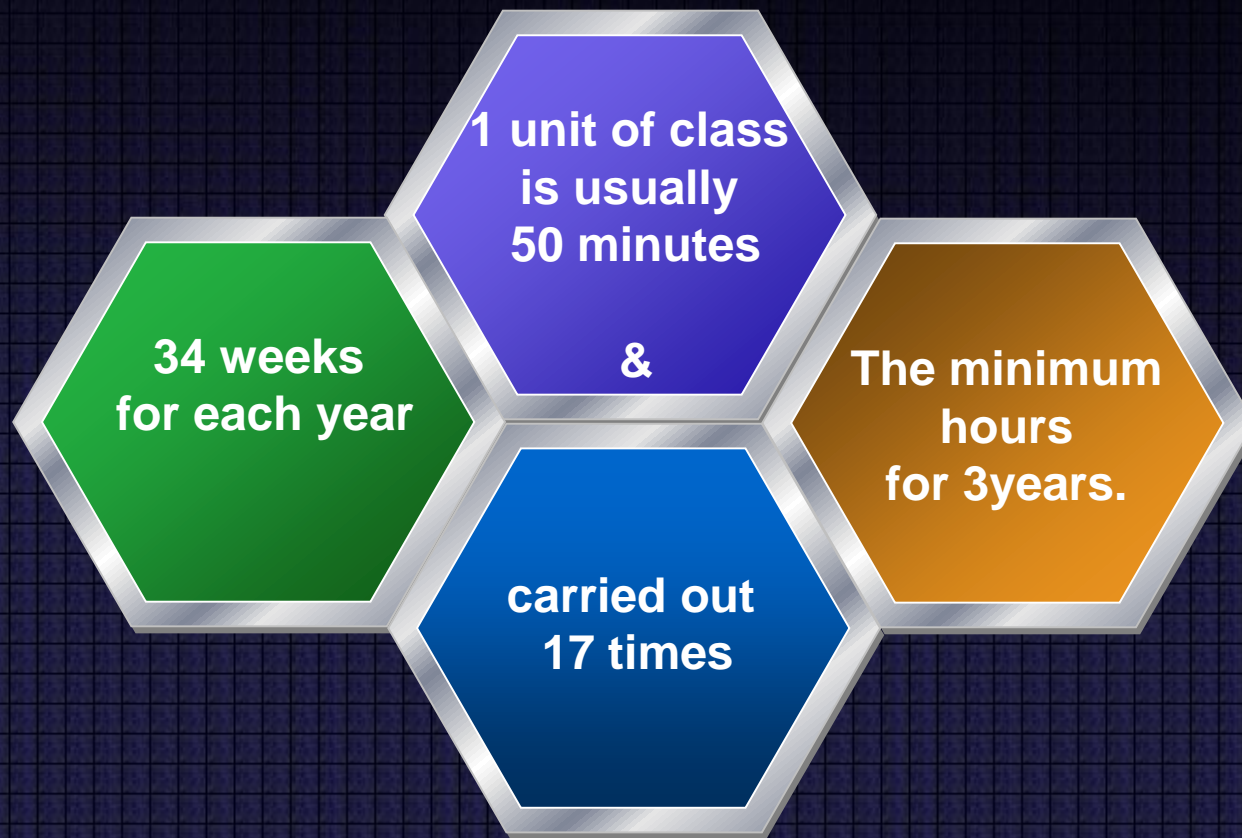 1 unit of class
is usually
50 minutes
&
34 weeks
for each year
The minimum
hours
for 3years.
carried out
17 times